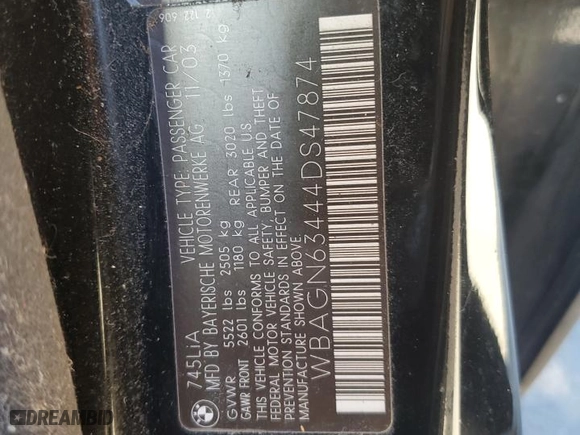 745LiA
VEHICLE TYPE: PASSENGER CAR
MFD BY BAYERISCHE MOTORENWERKE AG 11/03
GVWR 5522 lbs 2505 kg
GAWR FRONT 2601 lbs 1180 kg REAR 3020 lbs 1370 kg
THIS VEHICLE CONFORMS TO ALL APPLICABLE US
FEDERAL MOTOR VEHICLE SAFETY, BUMPER AND THEFT
PREVENTION STANDARDS IN EFFECT ON THE DATE OF
MANUFACTURE SHOWN ABOVE.
WBAGN63444DS47874
BMW
DREAMBID